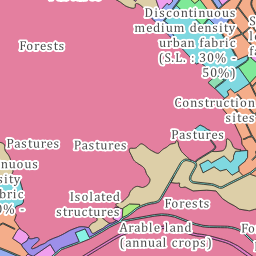 Discontinuous
medium density
urban fabric
(S.L. : 30% -
50%)
Forests
Construction
sites
Pastures
Pastures
Pastures
Isolated
structures
Forests
Arable land
(annual crops)